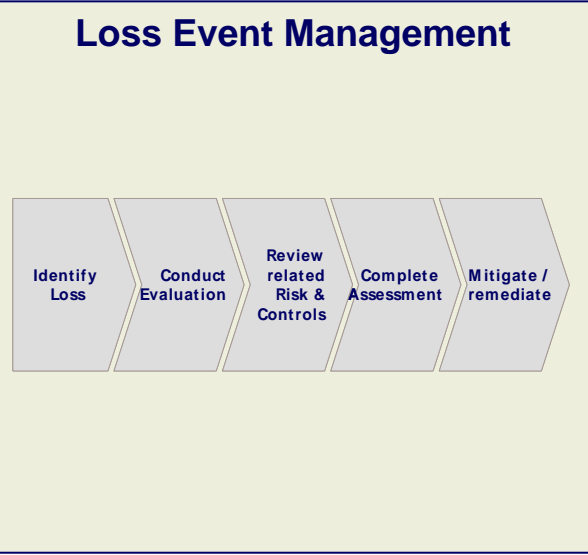 Loss Event Management
Identify
Loss
Conduct
Evaluation
Review
related
Risk &
Controls
Complete
Assessment
Mitigate /
remediate